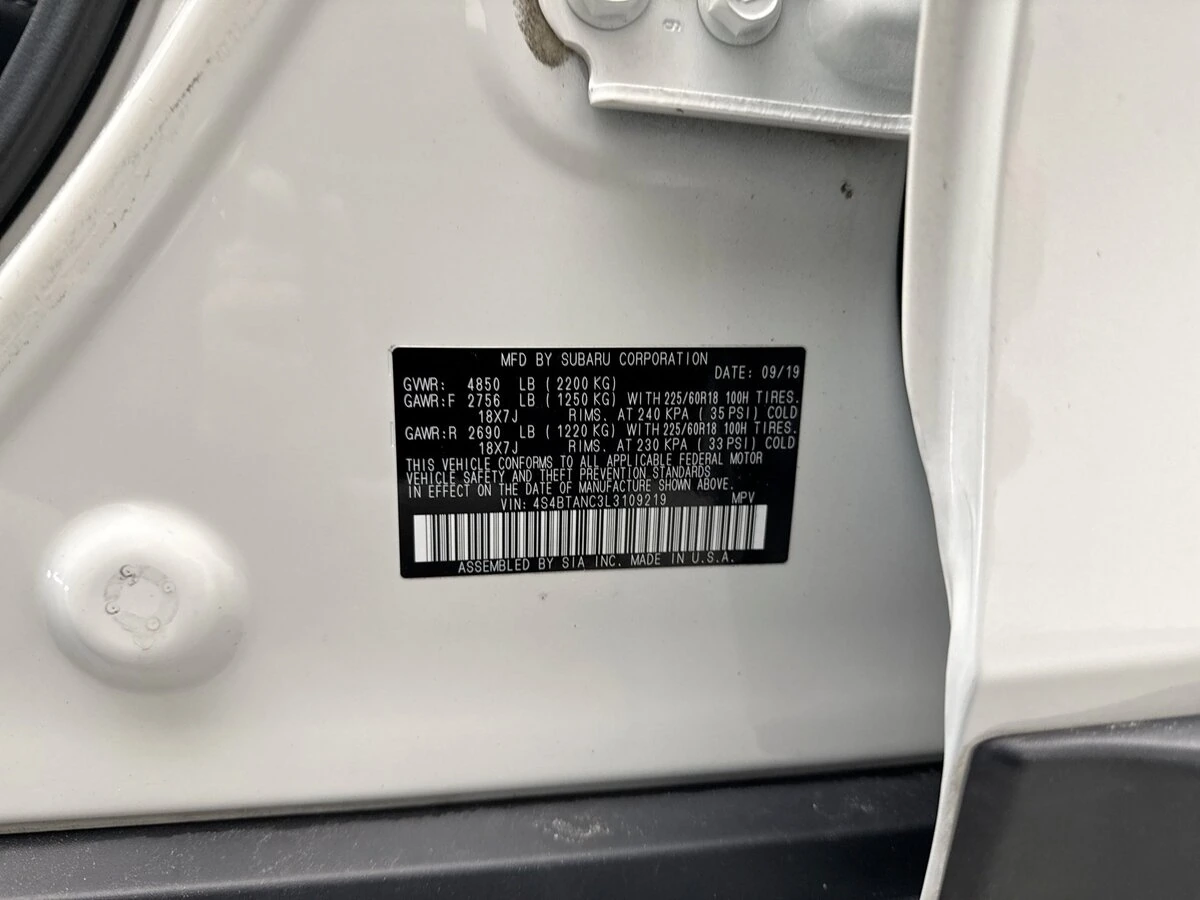 9
MFD BY SUBARU CORPORATION
DATE: 09/19
GVWR: 4850 LB ( 2200 KG)
GAWR:F 2756 LB ( 1250 KG) WITH 225/60R18 100H TIRES.
18X7J RIMS. AT 240 KPA ( 35 PSI) COLD
GAWR:R 2690 LB ( 1220 KG) WITH 225/60R18 100H TIRES.
18X7J RIMS. AT 230 KPA ( 33 PSI) COLD
THIS VEHICLE CONFORMS TO ALL APPLICABLE FEDERAL MOTOR
VEHICLE SAFETY AND THEFT PREVENTION STANDARDS
IN EFFECT ON THE DATE OF MANUFACTURE SHOWN ABOVE.
VIN: 4S4BTANC3L3109219 MPV
ASSEMBLED BY SIA INC. MADE IN U.S.A.